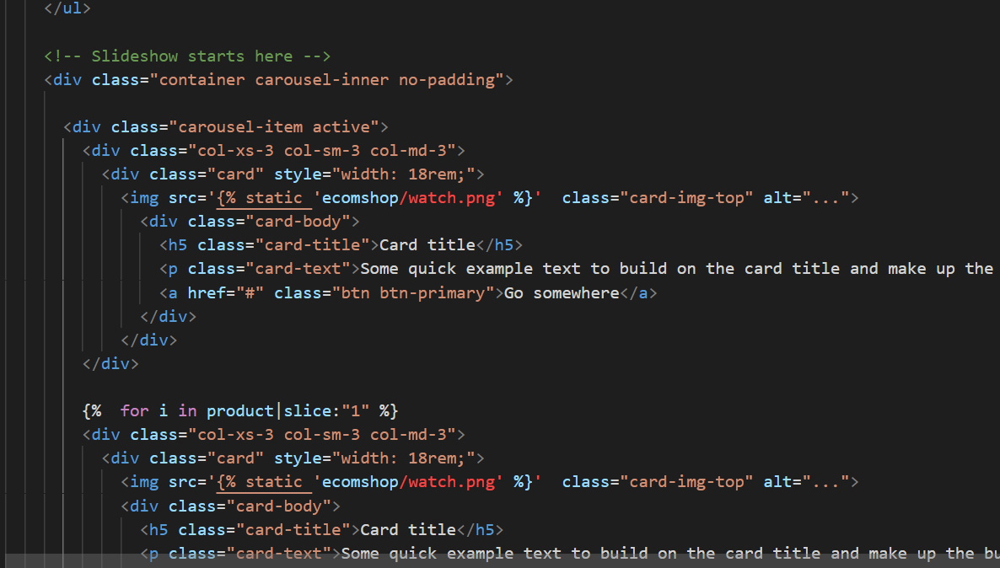 </ul>
<!-- Slideshow starts here -->
<div class="container carousel-inner no-padding">
<div class="carousel-item active">
<div class="col-xs-3 col-sm-3 col-md-3">
<div class="card" style="width: 18rem;">
<img src='{% static 'ecomshop/watch.png' %}'  class="card-img-top" alt="...">
<div class="card-body">
<h5 class="card-title">Card title</h5>
<p class="card-text">Some quick example text to build on the card title and make up the
<a href="#" class="btn btn-primary">Go somewhere</a>
</div>
</div>
</div>
{%  for i in product|slice:"1" %}
<div class="col-xs-3 col-sm-3 col-md-3">
<div class="card" style="width: 18rem;">
<img src='{% static 'ecomshop/watch.png' %}'  class="card-img-top" alt="...">
<div class="card-body">
<h5 class="card-title">Card title</h5>
<p class="card-text">Some quick example text to build on the card title and make up the bu